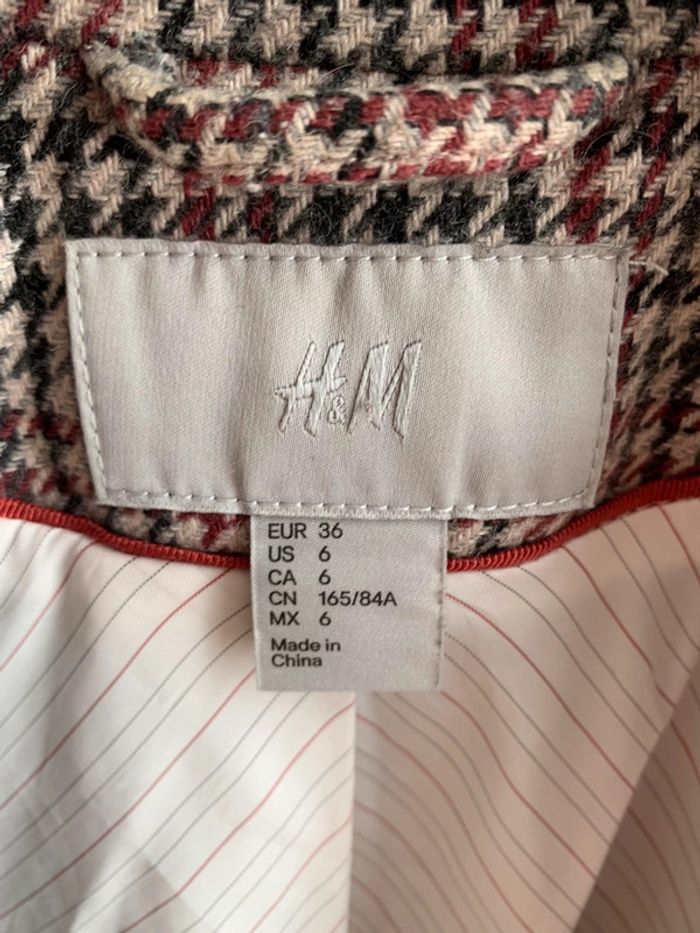 H&M
EUR 36
US 6
CA 6
CN 165/84A
MX 6
Made in
China